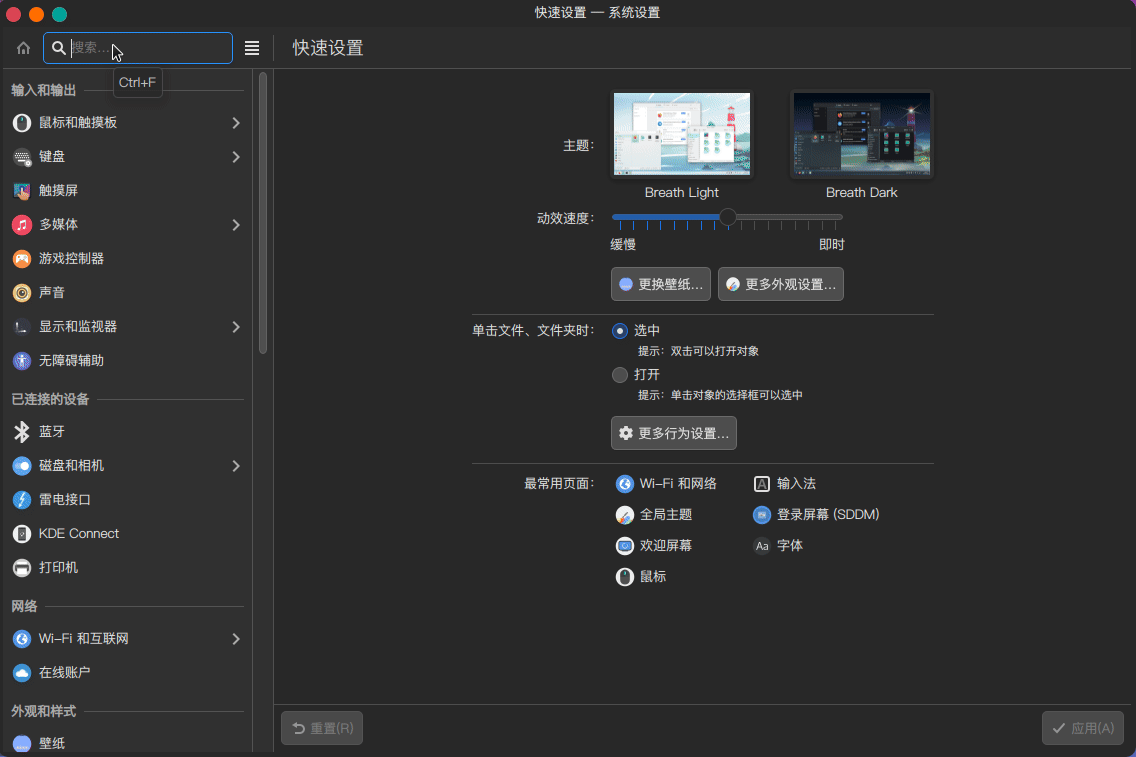 快速设置 — 系统设置
搜索...
快速设置
Ctrl+F
输入和输出
鼠标和触摸板
键盘
触摸屏
多媒体
游戏控制器
声音
显示和监视器
无障碍辅助
已连接的设备
蓝牙
磁盘和相机
雷电接口
KDE Connect
打印机
网络
Wi-Fi 和互联网
在线账户
外观和样式
壁纸
主题：
Breath Light
Breath Dark
动效速度：
缓慢
即时
更换壁纸...
更多外观设置...
单击文件、文件夹时：
选中
提示：双击可以打开对象
打开
提示：单击对象的选择框可以选中
更多行为设置...
最常用页面：
Wi-Fi 和网络
输入法
全局主题
登录屏幕 (SDDM)
欢迎屏幕
Aa
字体
鼠标
重置(R)
应用(A)